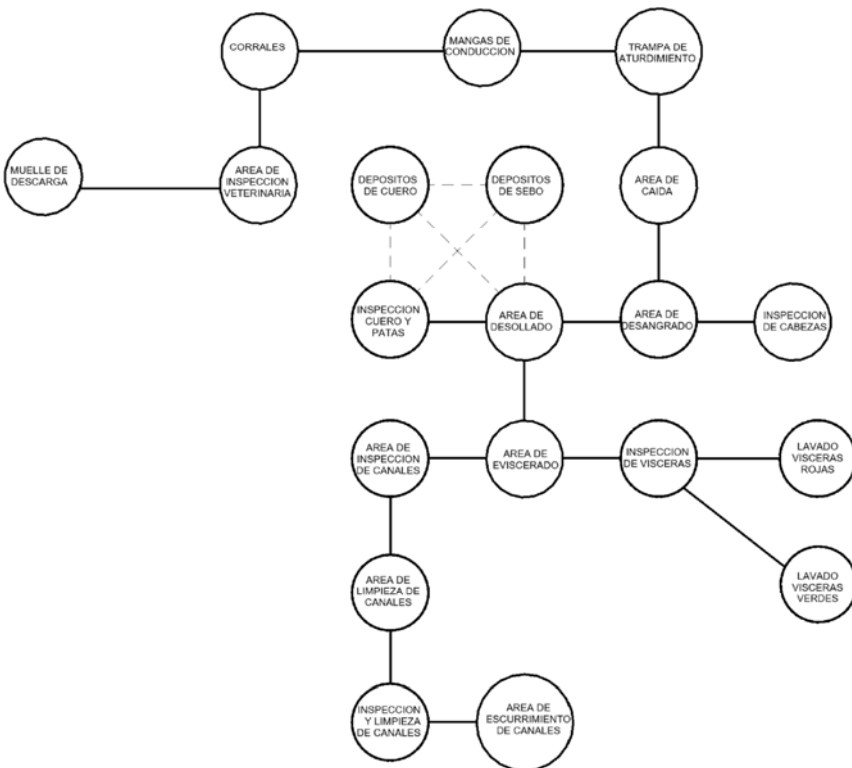 CORRALES
MANGAS DE
CONDUCCION
TRAMPA DE
ATURDIMIENTO
MUELLE DE
DESCARGA
AREA DE
INSPECCION
VETERINARIA
DEPOSITOS
DE CUERO
DEPOSITOS
DE SEBO
AREA DE
CAIDA
INSPECCION
CUERO Y
PATAS
AREA DE
DESOLLADO
AREA DE
DESANGRADO
INSPECCION
DE CABEZAS
AREA DE
INSPECCION
DE CANALES
AREA DE
EVISCERADO
INSPECCION
DE VISCERAS
LAVADO
VISCERAS
ROJAS
AREA DE
LIMPIEZA DE
CANALES
LAVADO
VISCERAS
VERDES
INSPECCION
Y LIMPIEZA
DE CANALES
AREA DE
ESCURRIMIENTO
DE CANALES